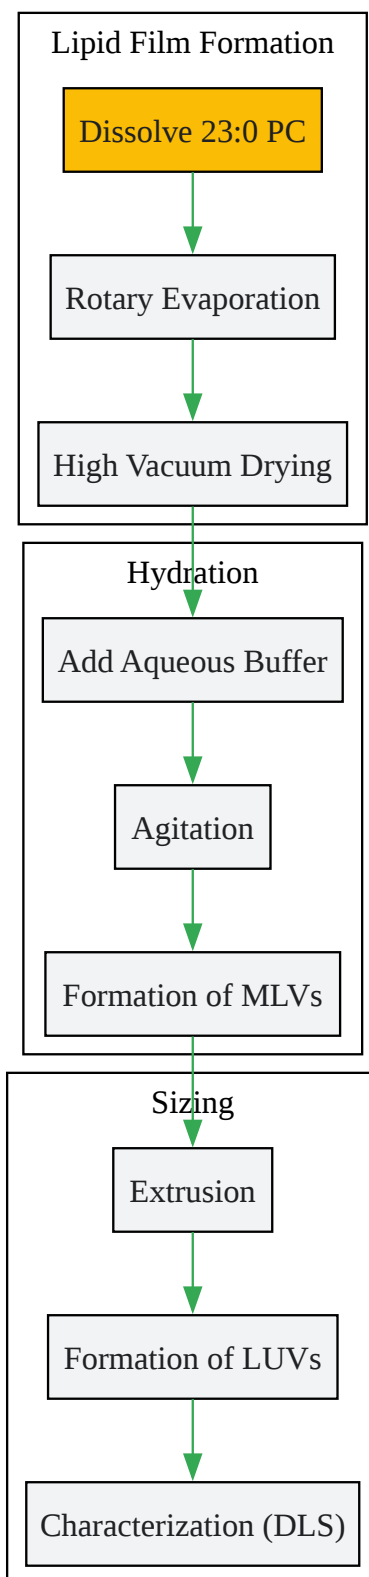 Lipid Film Formation
Dissolve 23:0 PC
Rotary Evaporation
High Vacuum Drying
Hydration
Add Aqueous Buffer
Agitation
Formation of MLVs
Sizing
Extrusion
Formation of LUVs
Characterization (DLS)